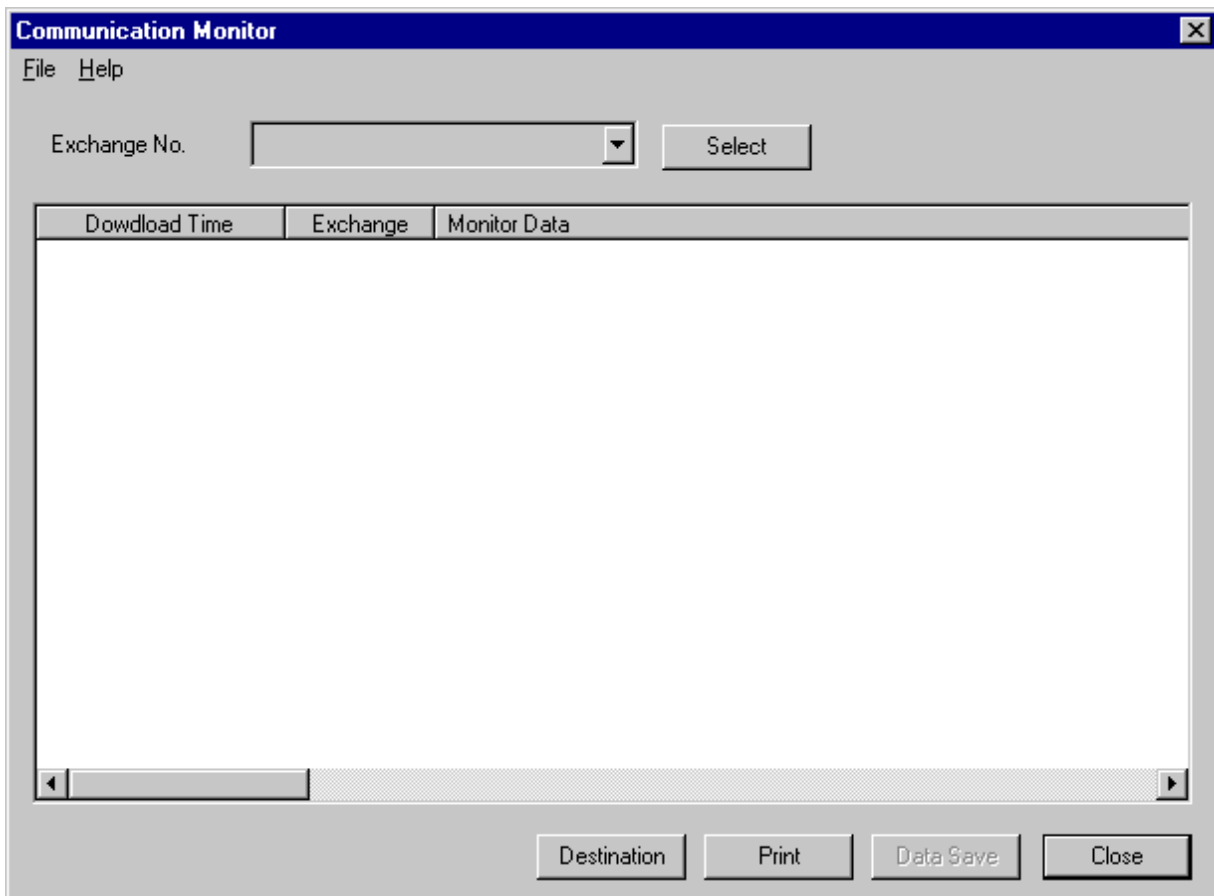 Communication Monitor
File Help
Exchange No. Select
Dowdload Time Exchange Monitor Data
Destination Print Data Save Close